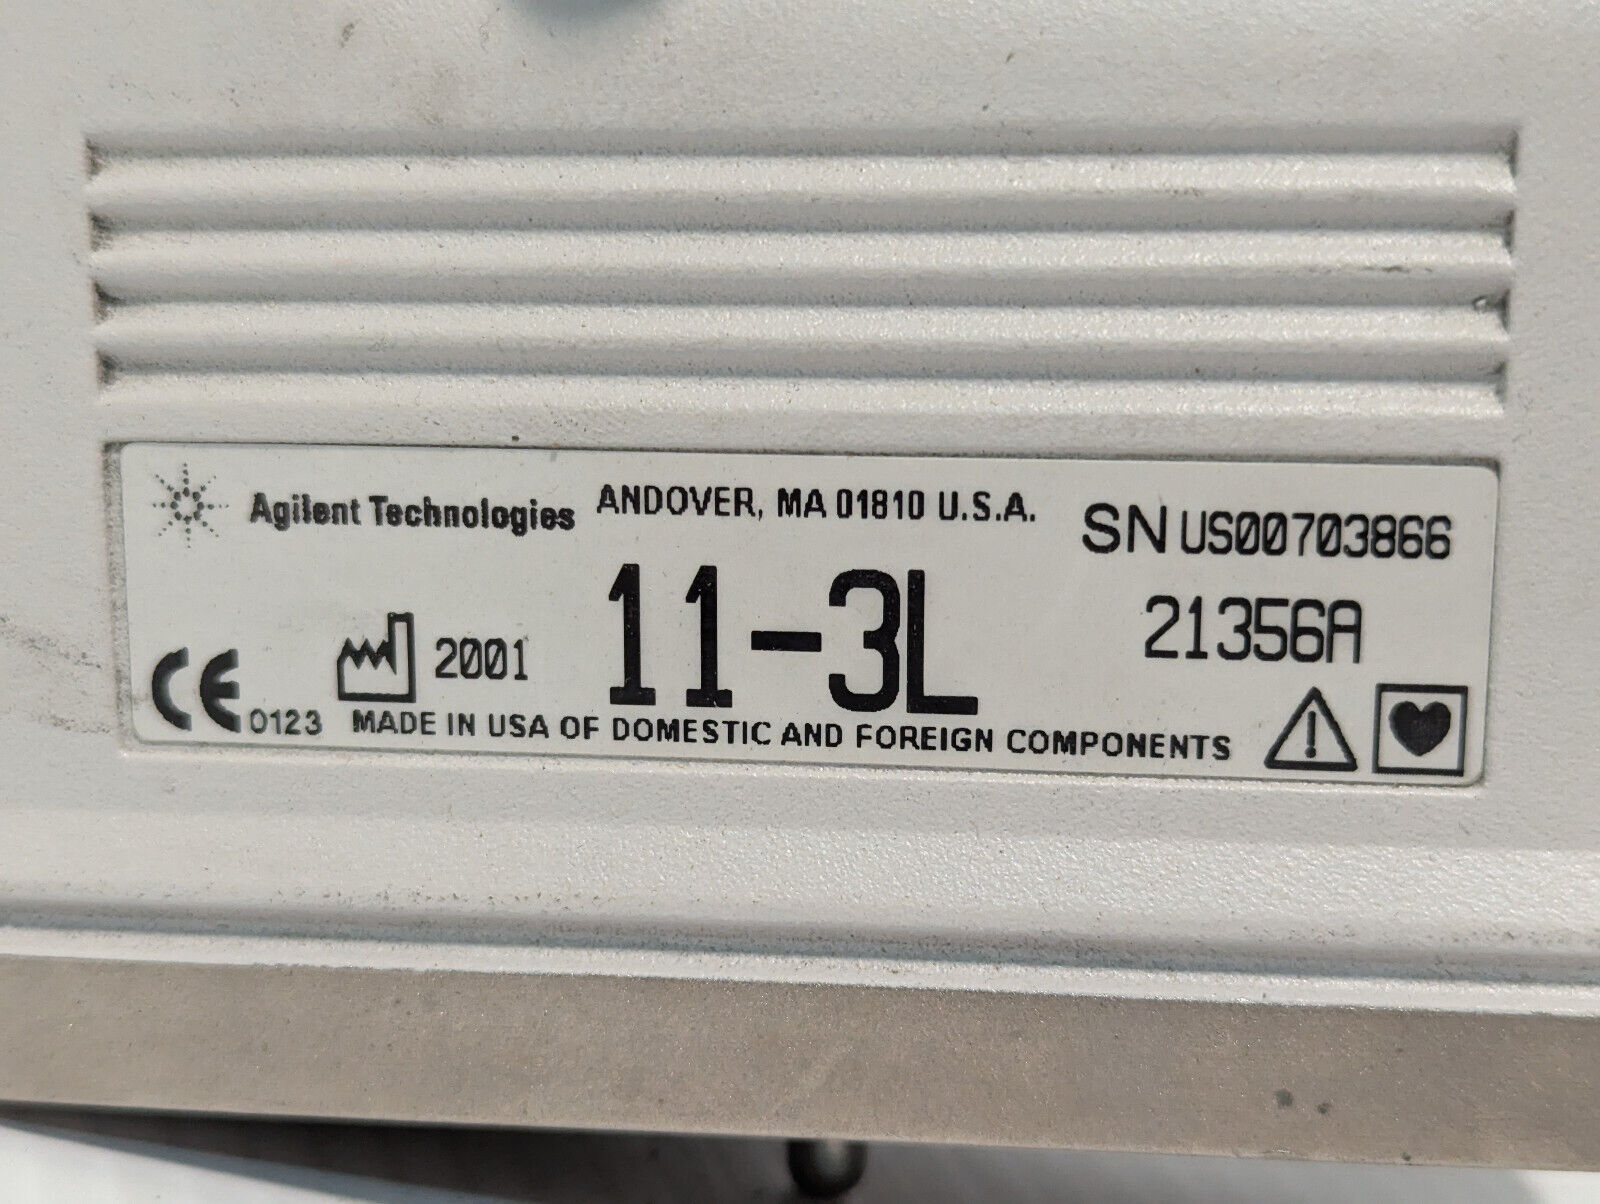 Agilent Technologies ANDOVER, MA 01810 U.S.A. SN US00703866
2001 11-3L 21356A
CE 0123 MADE IN USA OF DOMESTIC AND FOREIGN COMPONENTS